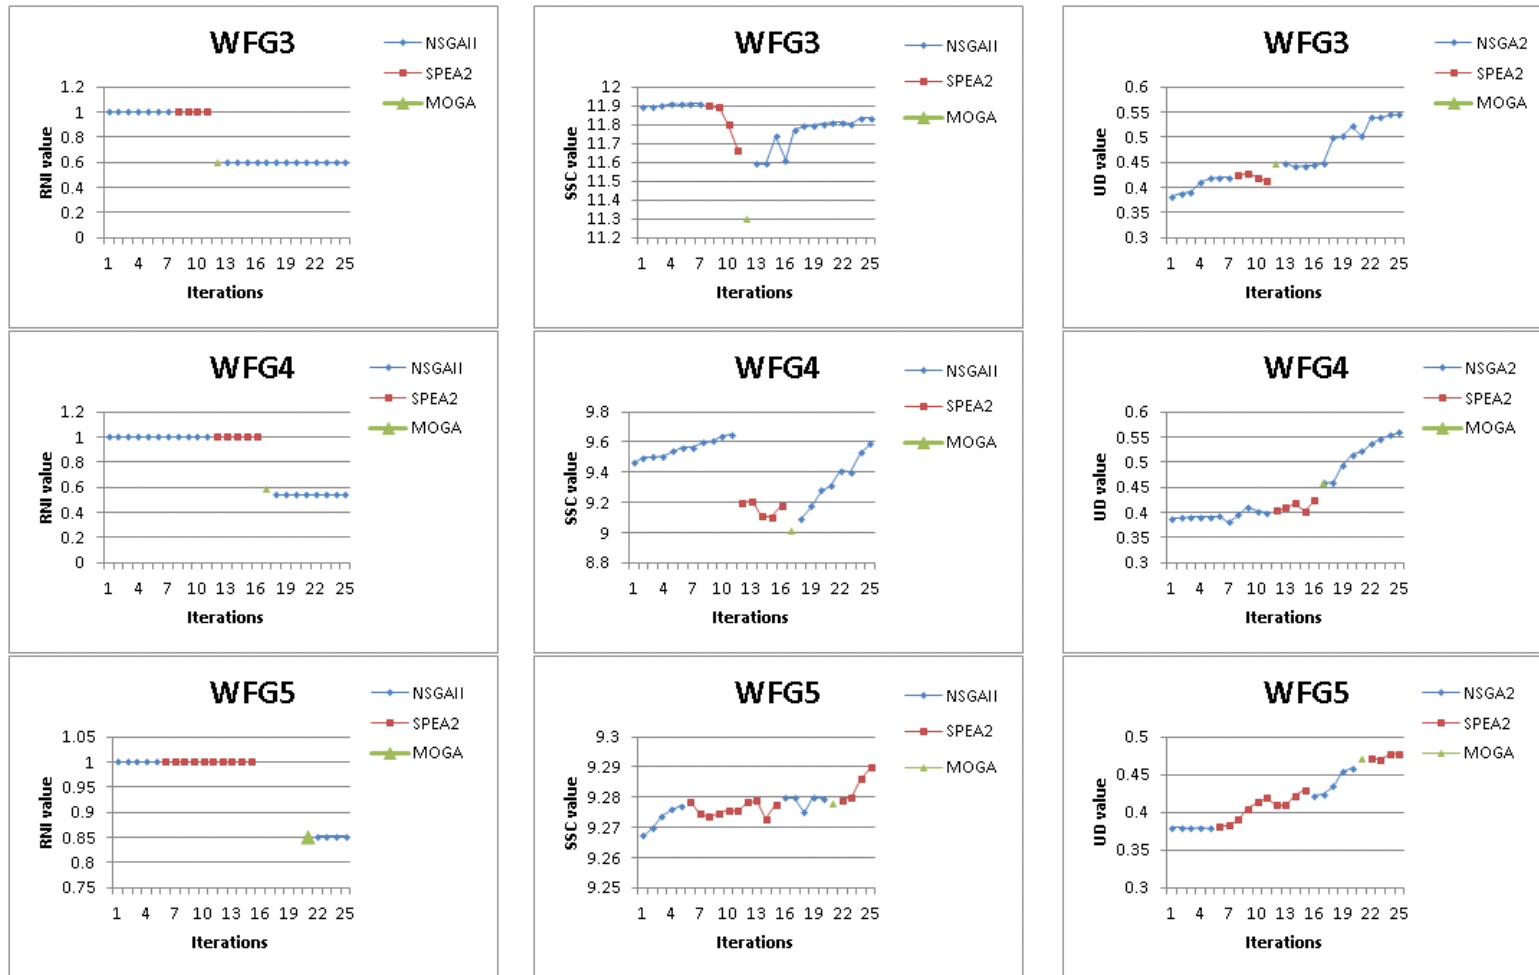 WFG3
NSGAII
SPEA2
MOGA
1.2
1
0.8
0.6
0.4
0.2
0
RNI value
1 4 7 10 13 16 19 22 25
Iterations
WFG3
NSGAII
SPEA2
MOGA
12
11.9
11.8
11.7
11.6
11.5
11.4
11.3
11.2
SSC value
1 4 7 10 13 16 19 22 25
Iterations
WFG3
NSGA2
SPEA2
MOGA
0.6
0.55
0.5
0.45
0.4
0.35
0.3
UD value
1 4 7 10 13 16 19 22 25
Iterations
WFG4
NSGAII
SPEA2
MOGA
1.2
1
0.8
0.6
0.4
0.2
0
RNI value
1 4 7 10 13 16 19 22 25
Iterations
WFG4
NSGAII
SPEA2
MOGA
9.8
9.6
9.4
9.2
9
8.8
SSC value
1 4 7 10 13 16 19 22 25
Iterations
WFG4
NSGA2
SPEA2
MOGA
0.6
0.55
0.5
0.45
0.4
0.35
0.3
UD value
1 4 7 10 13 16 19 22 25
Iterations
WFG5
NSGAII
SPEA2
MOGA
1.05
1
0.95
0.9
0.85
0.8
0.75
RNI value
1 4 7 10 13 16 19 22 25
Iterations
WFG5
NSGAII
SPEA2
MOGA
9.3
9.29
9.28
9.27
9.26
9.25
SSC value
1 4 7 10 13 16 19 22 25
Iterations
WFG5
NSGA2
SPEA2
MOGA
0.5
0.45
0.4
0.35
0.3
UD value
1 4 7 10 13 16 19 22 25
Iterations